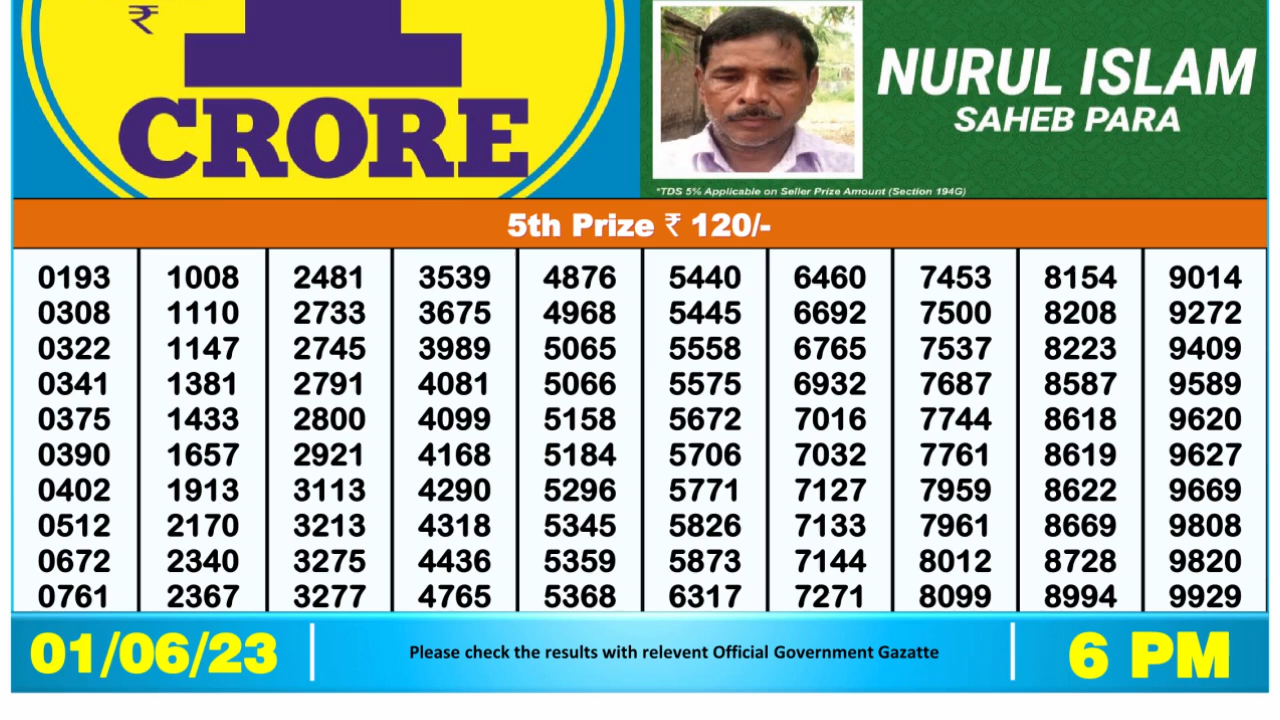 ₹
1
CRORE
NURUL ISLAM
SAHEB PARA
*TDS 5% Applicable on Seller Prize Amount (Section 194G)
5th Prize ₹ 120/-
0193 1008 2481 3539 4876 5440 6460 7453 8154 9014
0308 1110 2733 3675 4968 5445 6692 7500 8208 9272
0322 1147 2745 3989 5065 5558 6765 7537 8223 9409
0341 1381 2791 4081 5066 5575 6932 7687 8587 9589
0375 1433 2800 4099 5158 5672 7016 7744 8618 9620
0390 1657 2921 4168 5184 5706 7032 7761 8619 9627
0402 1913 3113 4290 5296 5771 7127 7959 8622 9669
0512 2170 3213 4318 5345 5826 7133 7961 8669 9808
0672 2340 3275 4436 5359 5873 7144 8012 8728 9820
0761 2367 3277 4765 5368 6317 7271 8099 8994 9929
01/06/23 Please check the results with relevent Official Government Gazatte 6 PM